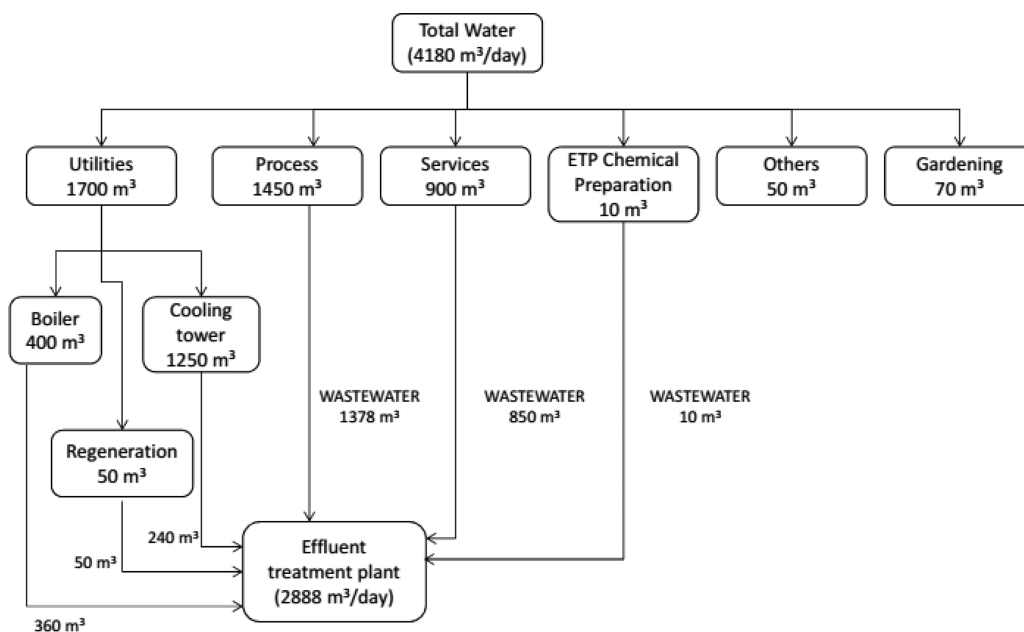 Total Water
(4180 m³/day)
Utilities
1700 m³
Process
1450 m³
Services
900 m³
ETP Chemical
Preparation
10 m³
Others
50 m³
Gardening
70 m³
Boiler
400 m³
Cooling
tower
1250 m³
WASTEWATER
1378 m³
WASTEWATER
850 m³
WASTEWATER
10 m³
Regeneration
50 m³
240 m³
50 m³
360 m³
Effluent
treatment plant
(2888 m³/day)